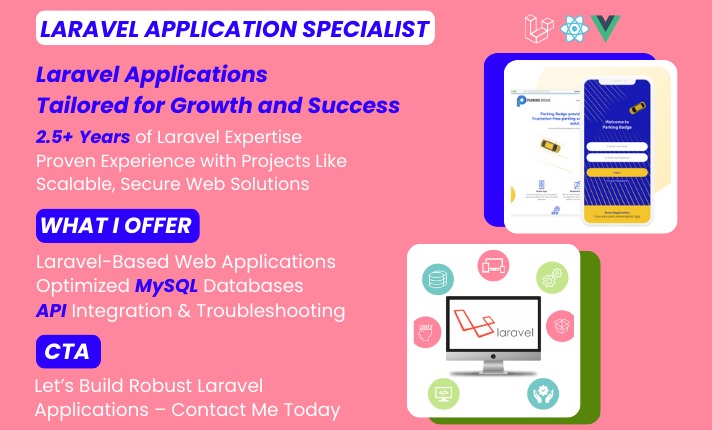 LARAVEL APPLICATION SPECIALIST
Laravel Applications
Tailored for Growth and Success
2.5+ Years of Laravel Expertise
Proven Experience with Projects Like
Scalable, Secure Web Solutions
WHAT I OFFER
Laravel-Based Web Applications
Optimized MySQL Databases
API Integration & Troubleshooting
CTA
Let's Build Robust Laravel
Applications – Contact Me Today
PARKING BADGE
Parking Badge provid
frustration-free parking
Welcome to
Parking Badge
laravel